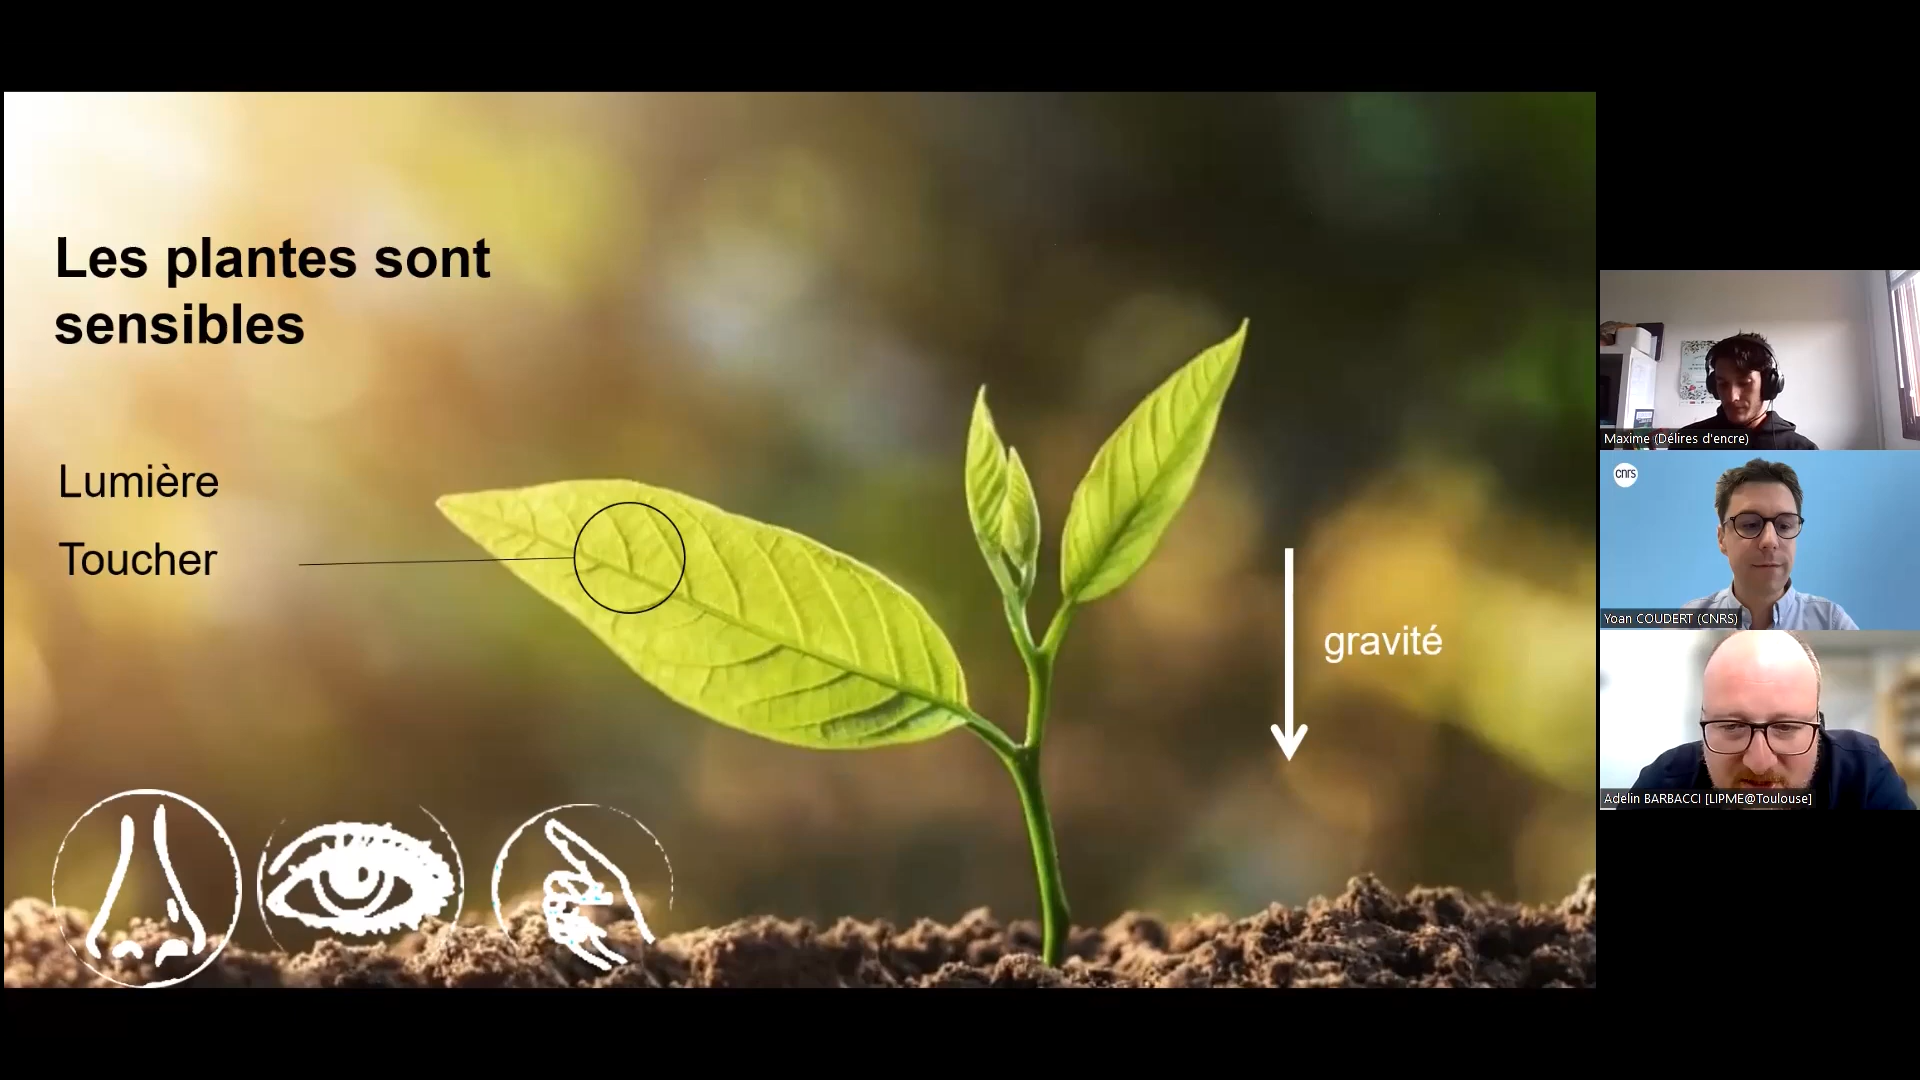 Les plantes sont
sensibles
Lumière
Toucher
gravité
Maxime (Délires d'encre)
cnrs
Yoan COUDERT (CNRS)
Adelin BARBACCI [LIPME@Toulouse]